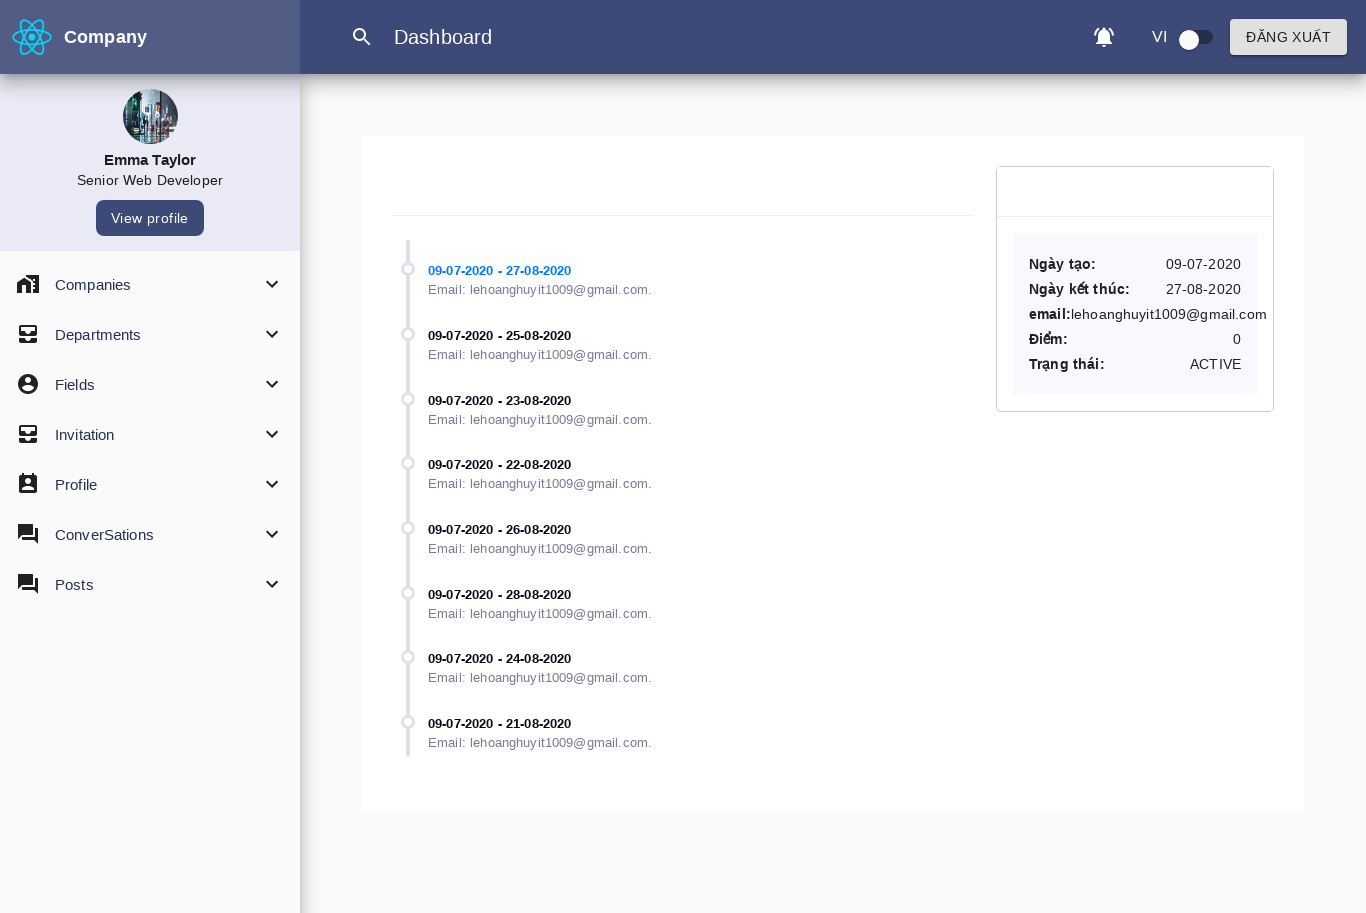 Company
Dashboard
VI
ĐĂNG XUẤT
Emma Taylor
Senior Web Developer
View profile
Companies
Departments
Fields
Invitation
Profile
ConverSations
Posts
09-07-2020 - 27-08-2020
Email: lehoanghuyit1009@gmail.com.
09-07-2020 - 25-08-2020
Email: lehoanghuyit1009@gmail.com.
09-07-2020 - 23-08-2020
Email: lehoanghuyit1009@gmail.com.
09-07-2020 - 22-08-2020
Email: lehoanghuyit1009@gmail.com.
09-07-2020 - 26-08-2020
Email: lehoanghuyit1009@gmail.com.
09-07-2020 - 28-08-2020
Email: lehoanghuyit1009@gmail.com.
09-07-2020 - 24-08-2020
Email: lehoanghuyit1009@gmail.com.
09-07-2020 - 21-08-2020
Email: lehoanghuyit1009@gmail.com.
Ngày tạo: 09-07-2020
Ngày kết thúc: 27-08-2020
email:lehoanghuyit1009@gmail.com
Điểm: 0
Trạng thái: ACTIVE